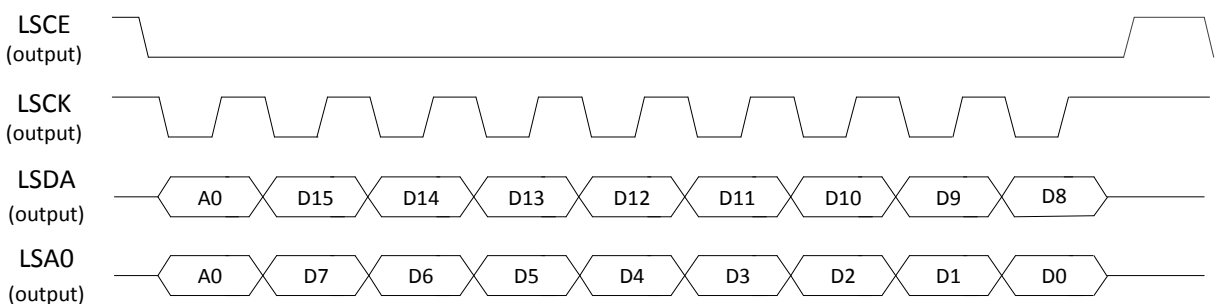 LSCE
(output)
LSCK
(output)
LSDA
(output)
A0 D15 D14 D13 D12 D11 D10 D9 D8
LSA0
(output)
A0 D7 D6 D5 D4 D3 D2 D1 D0